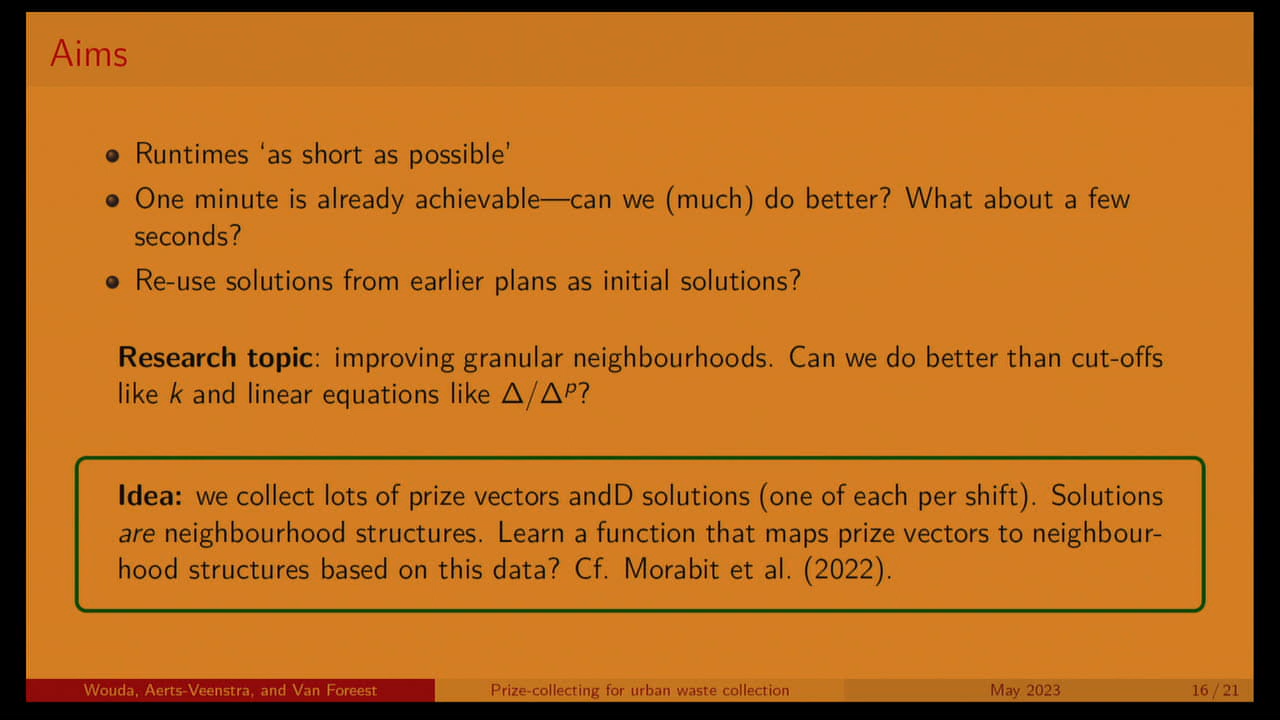 Aims
Runtimes ‘as short as possible’
One minute is already achievable—can we (much) do better? What about a few
seconds?
Re-use solutions from earlier plans as initial solutions?
Research topic: improving granular neighbourhoods. Can we do better than cut-offs
like k and linear equations like Δ/Δᵖ?
Idea: we collect lots of prize vectors andD solutions (one of each per shift). Solutions
are neighbourhood structures. Learn a function that maps prize vectors to neighbour-
hood structures based on this data? Cf. Morabit et al. (2022).
Wouda, Aerts-Veenstra, and Van Foreest
Prize-collecting for urban waste collection
May 2023
16 / 21